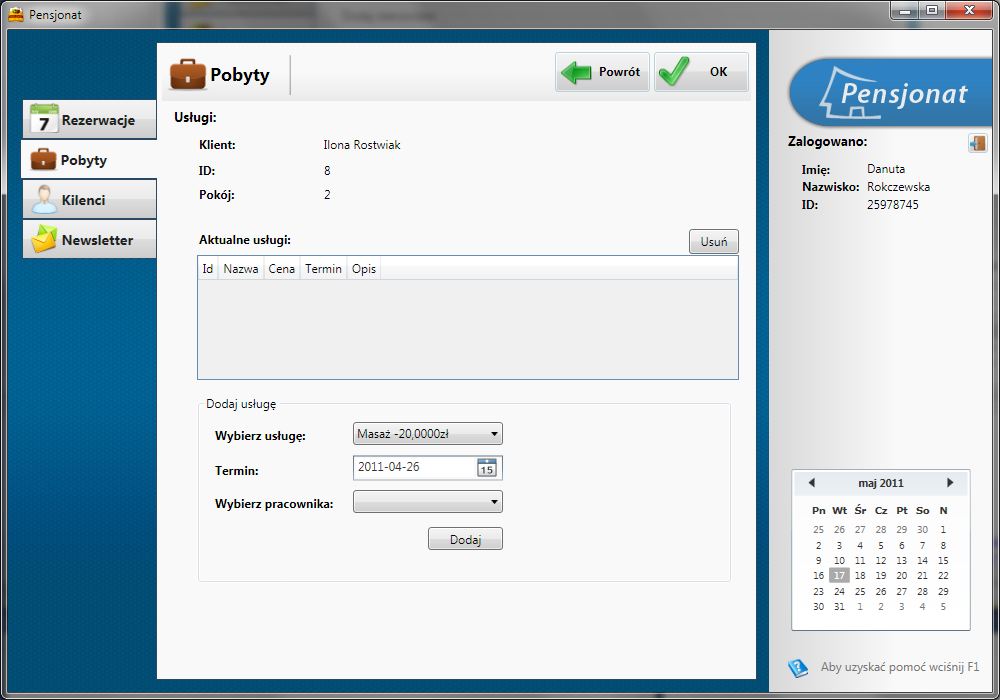 Pensjonat
Pobyty
Powrót
OK
Pensjonat
7 Rezerwacje
Pobyty
Kilenci
Newsletter
Usługi:
Klient: Ilona Rostwiak
ID: 8
Pokój: 2
Aktualne usługi:
Usuń
Id Nazwa Cena Termin Opis
Dodaj usługę
Wybierz usługę: Masaż -20,0000zł
Termin: 2011-04-26 15
Wybierz pracownika:
Dodaj
Zalogowano:
Imię: Danuta
Nazwisko: Rokczewska
ID: 25978745
maj 2011
Pn Wt Śr Cz Pt So N
25 26 27 28 29 30 1
2 3 4 5 6 7 8
9 10 11 12 13 14 15
16 17 18 19 20 21 22
23 24 25 26 27 28 29
30 31 1 2 3 4 5
Aby uzyskać pomoc wciśnij F1